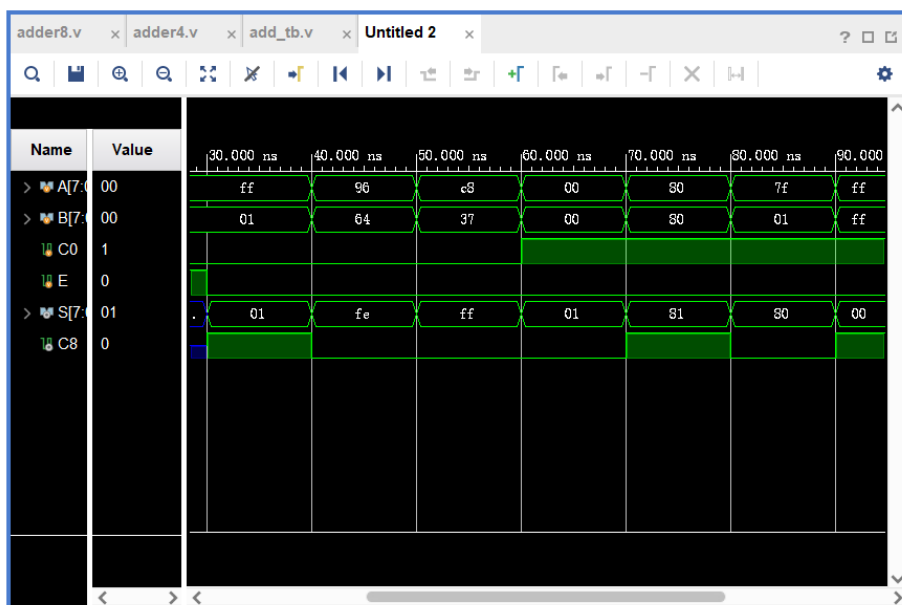 adder8.v × adder4.v × add_tb.v × Untitled 2 × ?
Name Value
30.000 ns 40.000 ns 50.000 ns 60.000 ns 70.000 ns 80.000 ns 90.000
A[7:0 00 ff 96 c8 00 80 7f ff
B[7:0 00 01 64 37 00 80 01 ff
C0 1
E 0
S[7:0 01 . 01 fe ff 01 81 80 00
C8 0